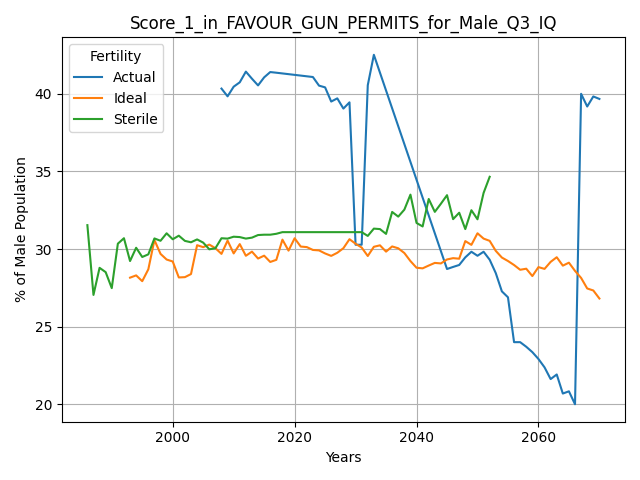 Score_1_in_FAVOUR_GUN_PERMITS_for_Male_Q3_IQ
Fertility
Actual
Ideal
Sterile
% of Male Population
40
35
30
25
20
2000 2020 2040 2060
Years